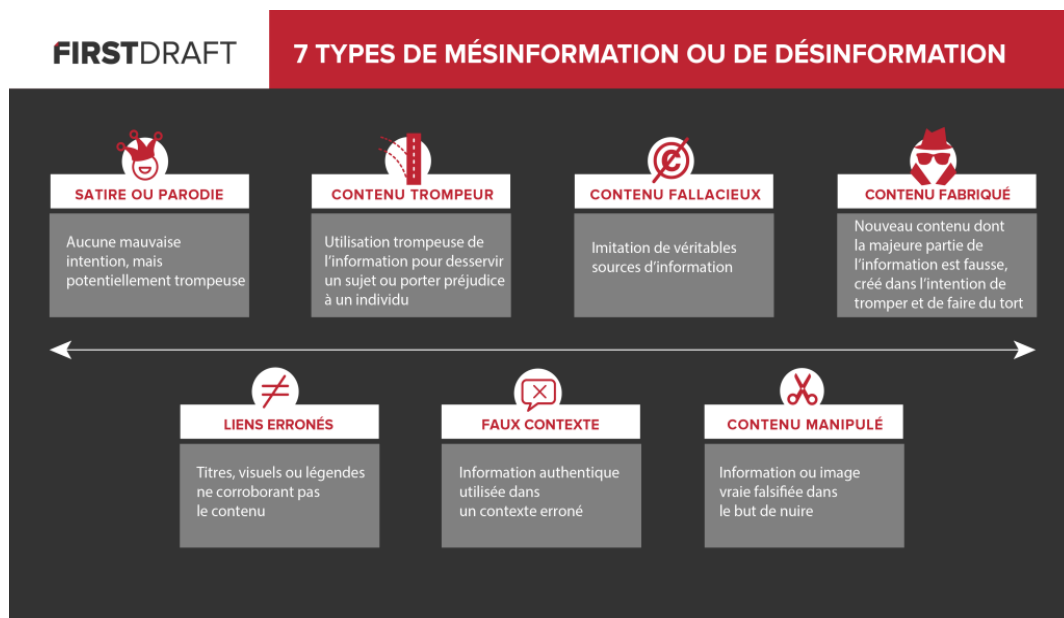 FIRSTDRAFT
7 TYPES DE MÉSINFORMATION OU DE DÉSINFORMATION
SATIRE OU PARODIE
Aucune mauvaise
intention, mais
potentiellement trompeuse
CONTENU TROMPEUR
Utilisation trompeuse de
l’information pour desservir
un sujet ou porter préjudice
à un individu
CONTENU FALLACIEUX
Imitation de véritables
sources d’information
CONTENU FABRIQUÉ
Nouveau contenu dont
la majeure partie de
l’information est fausse,
créé dans l’intention de
tromper et de faire du tort
LIENS ERRONÉS
Titres, visuels ou légendes
ne corroborant pas
le contenu
FAUX CONTEXTE
Information authentique
utilisée dans
un contexte erroné
CONTENU MANIPULÉ
Information ou image
vraie falsifiée dans
le but de nuire